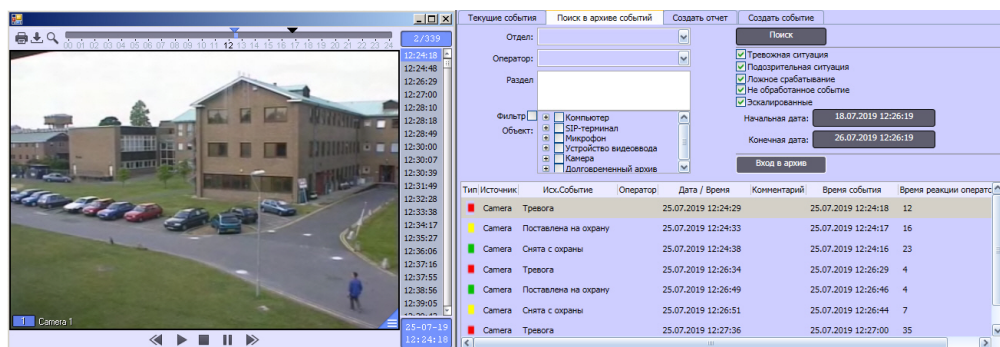 2/339
00 01 02 03 04 05 06 07 08 09 10 11 12 13 14 15 16 17 18 19 20 21 22 23 24
12:24:18
12:24:48
12:26:29
12:27:00
12:28:10
12:28:18
12:28:49
12:30:00
12:30:07
12:30:39
12:31:49
12:32:28
12:33:38
12:34:17
12:35:27
12:36:06
12:37:16
12:37:55
12:38:56
12:39:05
1 Camera 1
25-07-19
12:24:18
Текущие события Поиск в архиве событий Создать отчет Создать событие
Отдел:
Оператор:
Раздел
Фильтр
Объект:
Компьютер
SIP-терминал
Микрофон
Устройство видеоввода
Камера
Долговременный архив
Поиск
Тревожная ситуация
Подозрительная ситуация
Ложное срабатывание
Не обработанное событие
Эскалированные
Начальная дата: 18.07.2019 12:26:19
Конечная дата: 26.07.2019 12:26:19
Вход в архив
Тип Источник Исх.Событие Оператор Дата / Время Комментарий Время события Время реакции операто
Camera Тревога 25.07.2019 12:24:29 25.07.2019 12:24:18 12
Camera Поставлена на охрану 25.07.2019 12:24:33 25.07.2019 12:24:17 16
Camera Снята с охраны 25.07.2019 12:24:38 25.07.2019 12:24:16 23
Camera Тревога 25.07.2019 12:26:34 25.07.2019 12:26:29 4
Camera Поставлена на охрану 25.07.2019 12:26:49 25.07.2019 12:26:46 4
Camera Снята с охраны 25.07.2019 12:26:51 25.07.2019 12:26:44 7
Camera Тревога 25.07.2019 12:27:36 25.07.2019 12:27:00 35